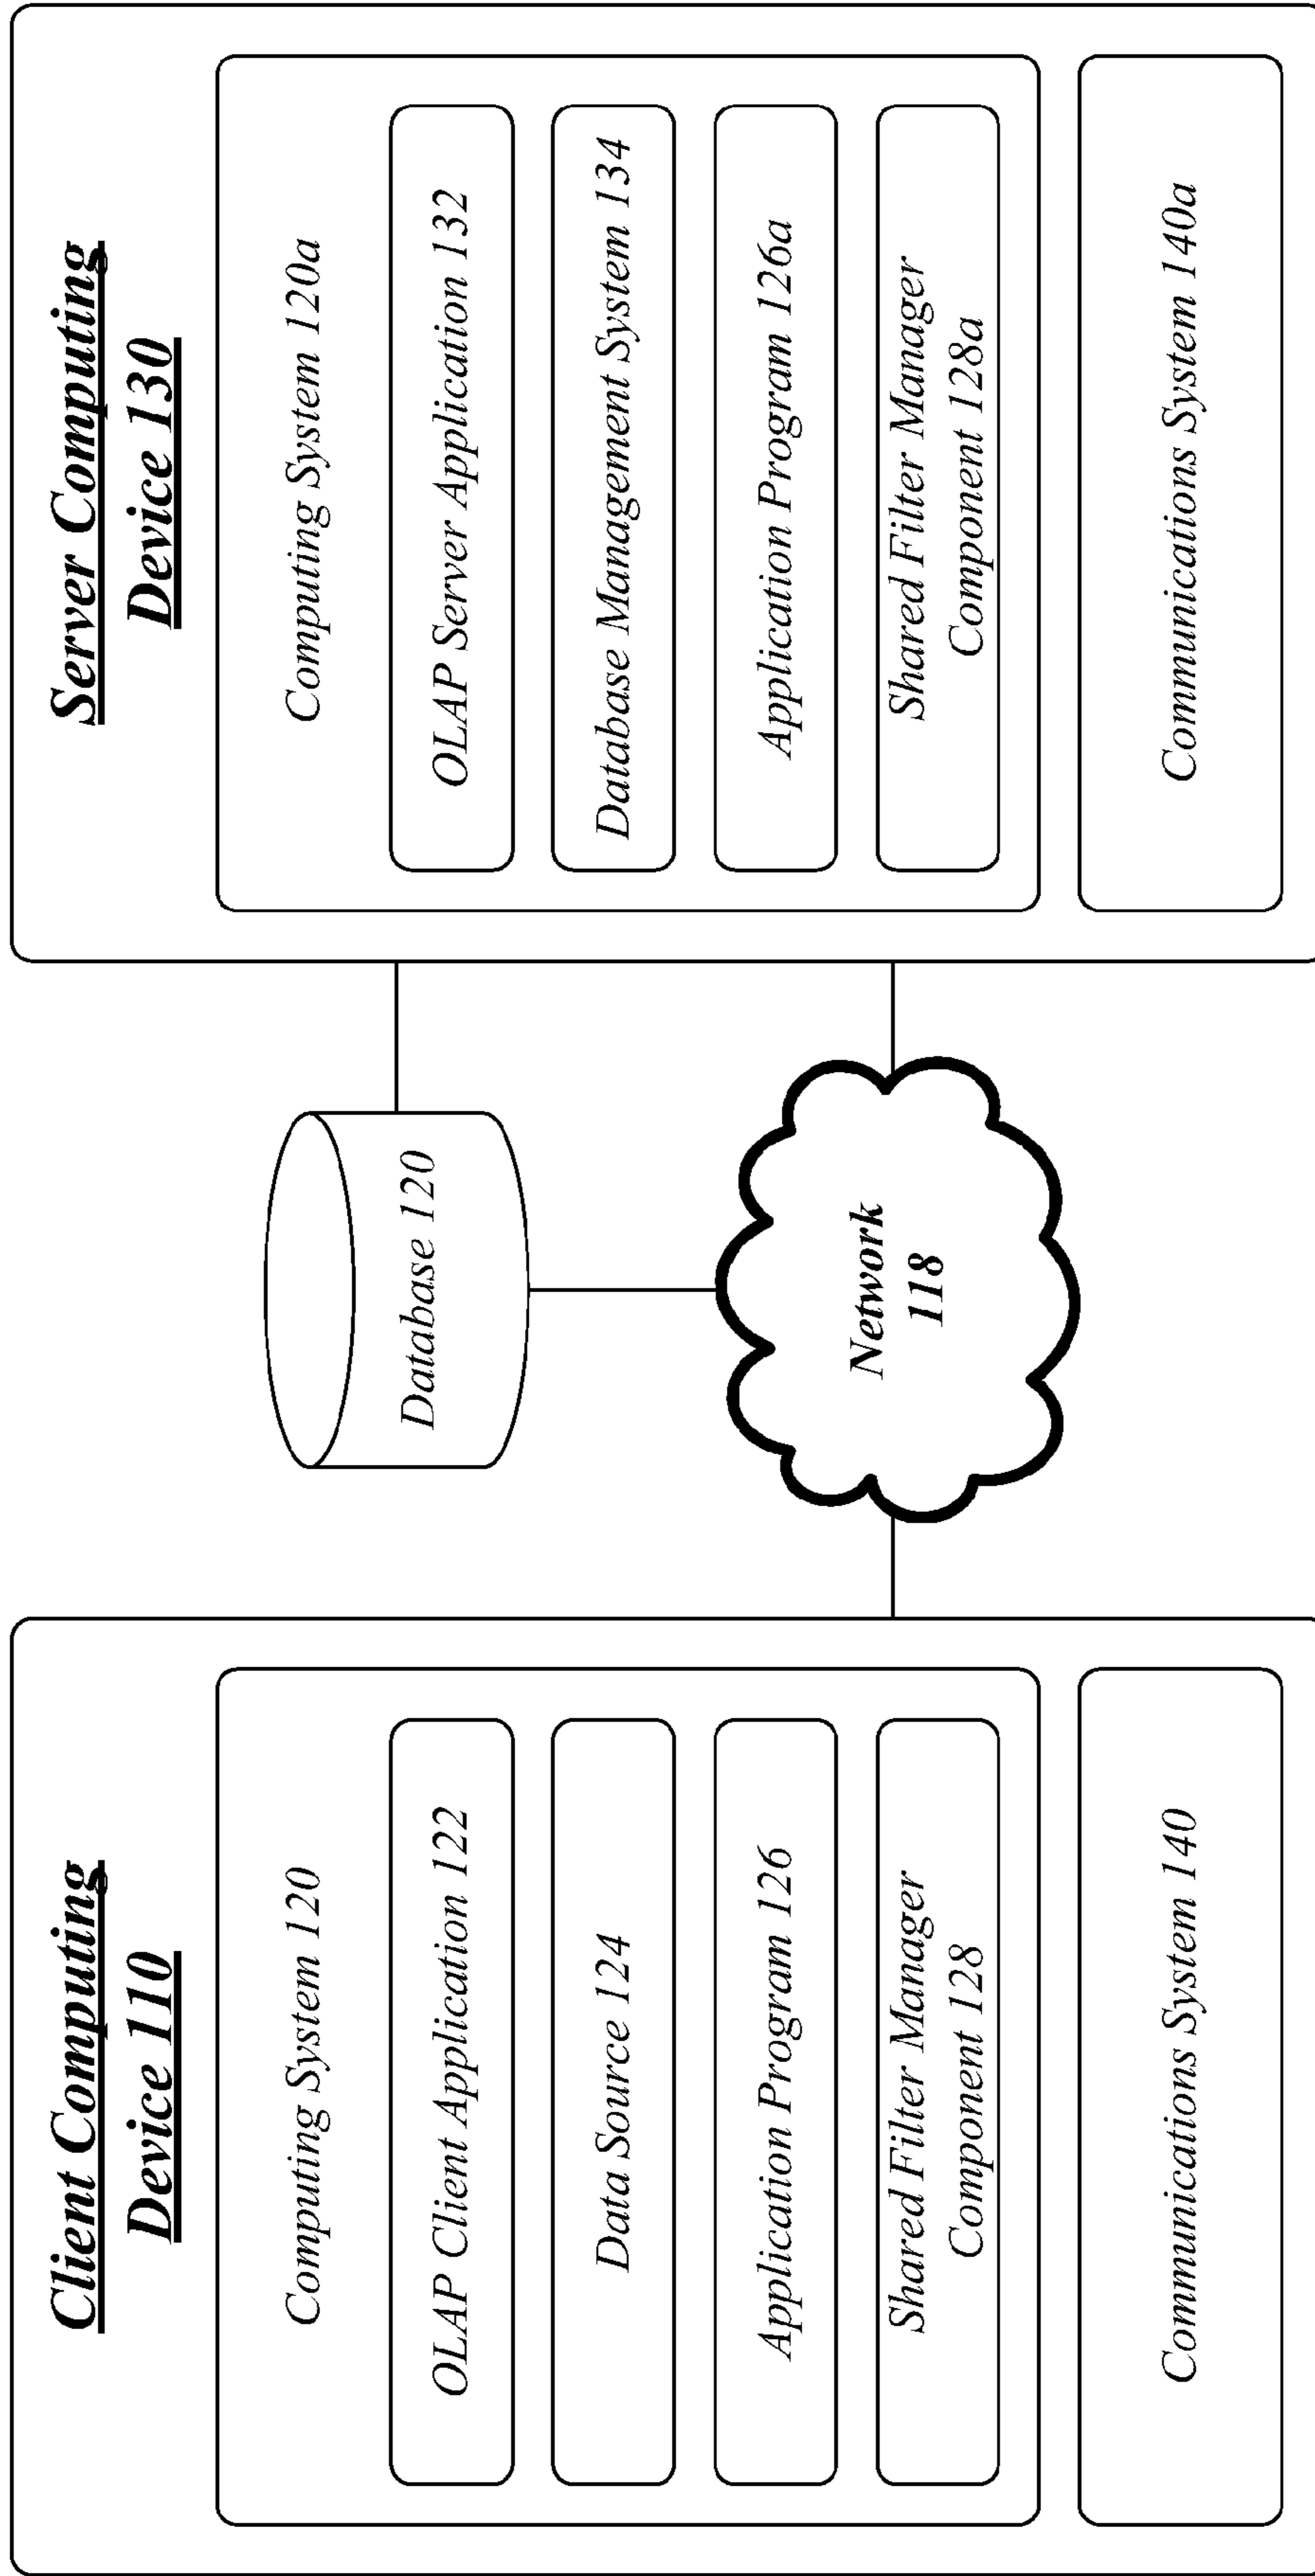 Client Computing
Device 110
Computing System 120
OLAP Client Application 122
Data Source 124
Application Program 126
Shared Filter Manager
Component 128
Communications System 140
Database 120
Network
118
Server Computing
Device 130
Computing System 120a
OLAP Server Application 132
Database Management System 134
Application Program 126a
Shared Filter Manager
Component 128a
Communications System 140a